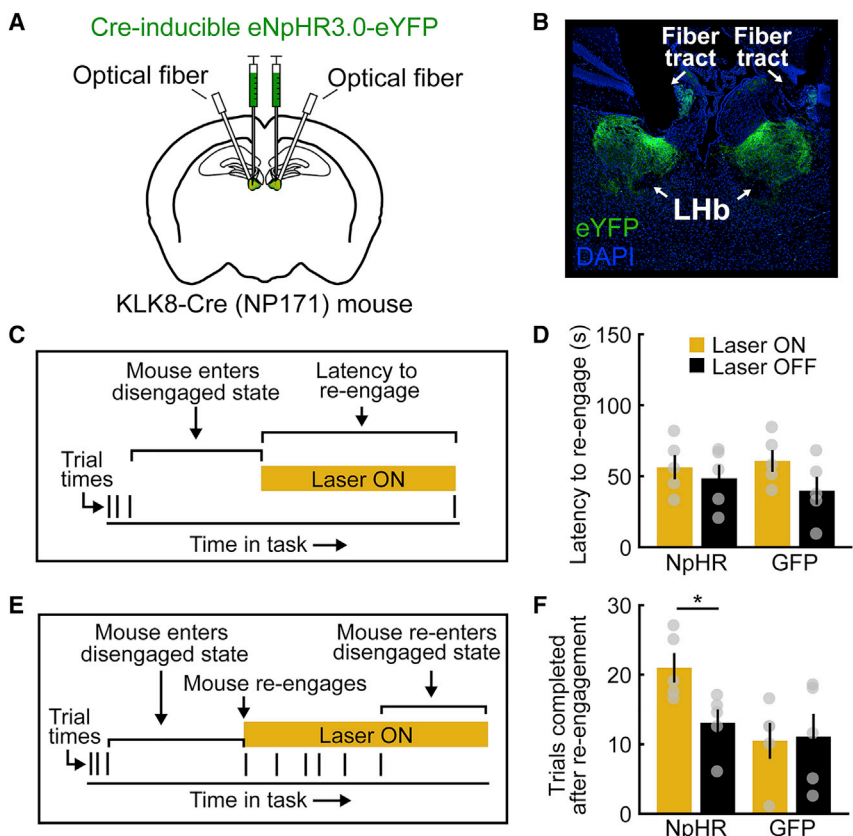 A
Cre-inducible eNpHR3.0-eYFP
Optical fiber
Optical fiber
KLK8-Cre (NP171) mouse
B
Fiber
tract
Fiber
tract
LHb
eYFP
DAPI
C
Mouse enters
disengaged state
Latency to
re-engage
Trial
times
Laser ON
Time in task
D
Latency to re-engage (s)
Laser ON
Laser OFF
150
100
50
0
NpHR
GFP
E
Mouse enters
disengaged state
Mouse re-enters
disengaged state
Mouse re-engages
Trial
times
Laser ON
Time in task
F
Trials completed
after re-engagement
30
20
10
0
*
NpHR
GFP